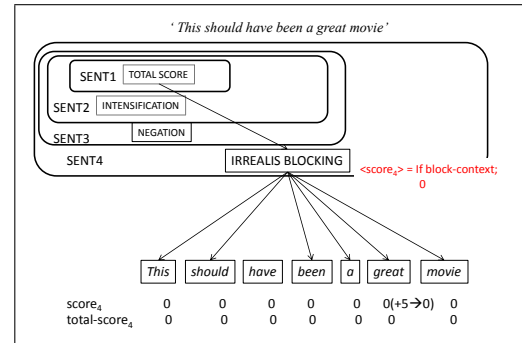 ‘ This should have been a great movie’
SENT1 TOTAL SCORE
SENT2 INTENSIFICATION
NEGATION
SENT3
SENT4 IRREALIS BLOCKING
<score₄> = If block-context;
0
This should have been a great movie
score₄ 0 0 0 0 0 0(+5→0) 0
total-score₄ 0 0 0 0 0 0 0